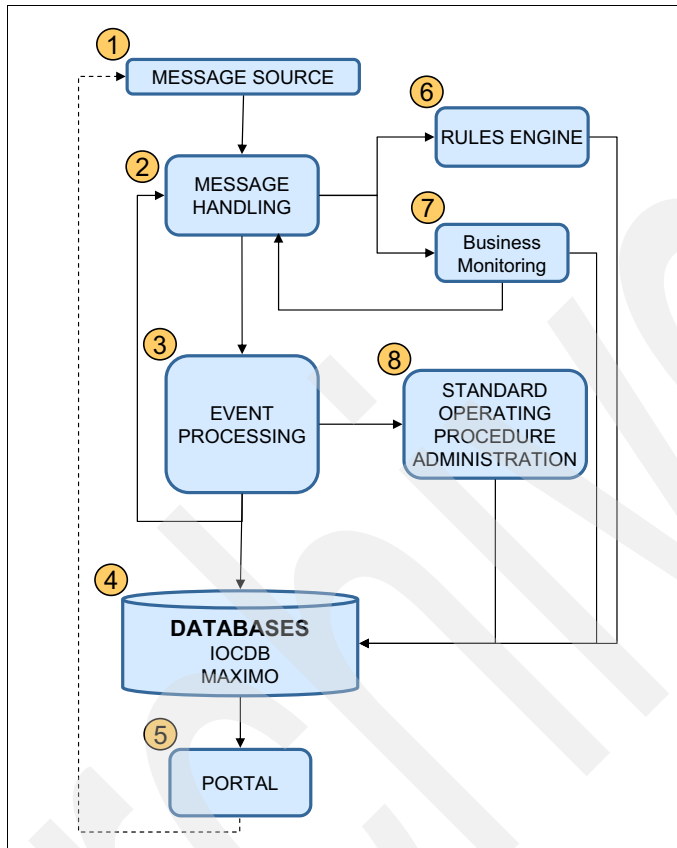 1
MESSAGE SOURCE
2
MESSAGE
HANDLING
6
RULES ENGINE
7
Business
Monitoring
3
EVENT
PROCESSING
8
STANDARD
OPERATING
PROCEDURE
ADMINISTRATION
4
DATABASES
IOCDB
MAXIMO
5
PORTAL